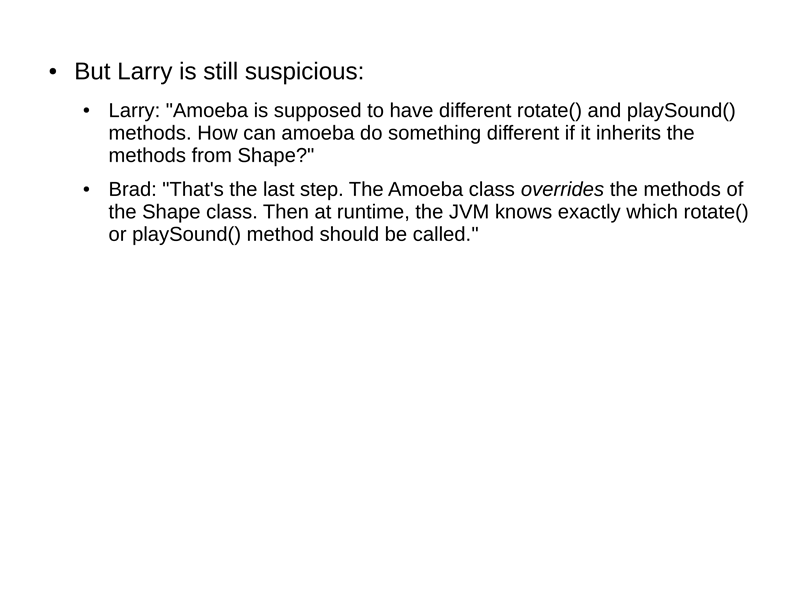 • But Larry is still suspicious:
• Larry: "Amoeba is supposed to have different rotate() and playSound()
methods. How can amoeba do something different if it inherits the
methods from Shape?"
• Brad: "That's the last step. The Amoeba class overrides the methods of
the Shape class. Then at runtime, the JVM knows exactly which rotate()
or playSound() method should be called."